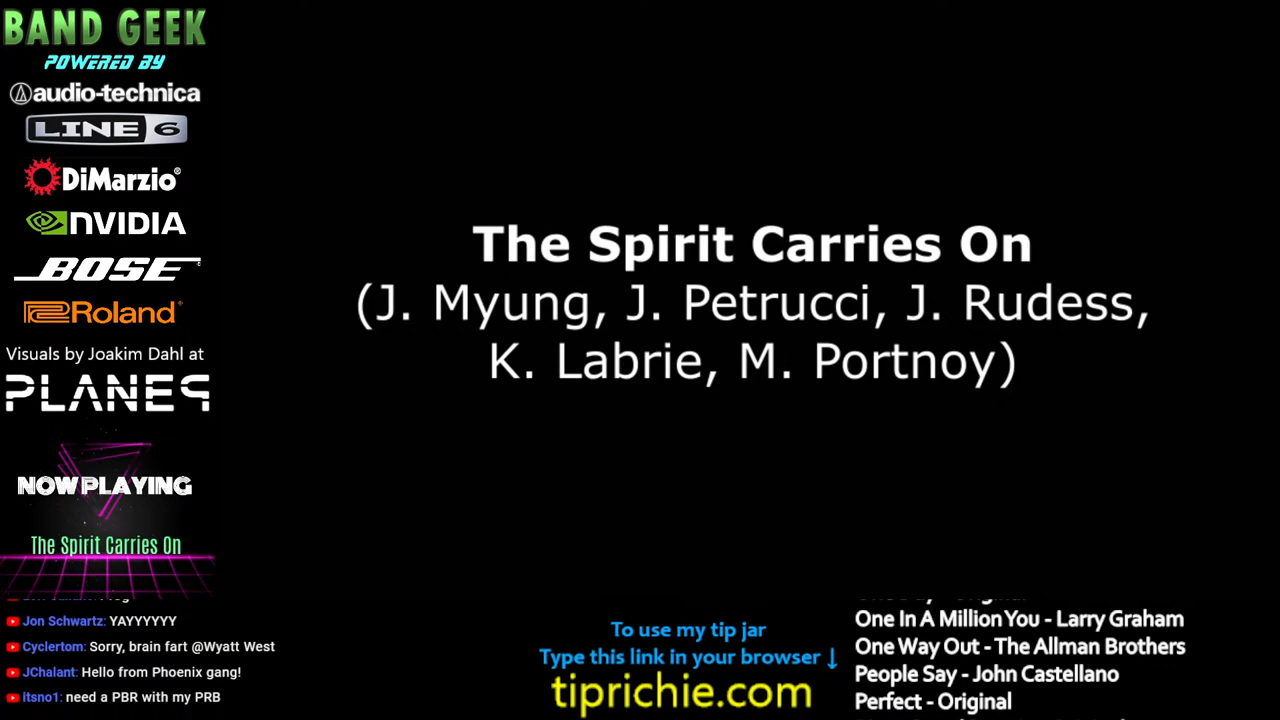 BAND GEEK
POWERED BY
audio-technica
LINE 6
DiMarzio®
NVIDIA
BOSE
Roland
Visuals by Joakim Dahl at
PLANE9
NOW PLAYING
The Spirit Carries On
The Spirit Carries On
(J. Myung, J. Petrucci, J. Rudess,
K. Labrie, M. Portnoy)
Jon Schwartz: YAYYYYYY
Cyclertom: Sorry, brain fart @Wyatt West
JChalant: Hello from Phoenix gang!
itsno1: need a PBR with my PRB
To use my tip jar
Type this link in your browser ↓
tiprichie.com
One In A Million You - Larry Graham
One Way Out - The Allman Brothers
People Say - John Castellano
Perfect - Original